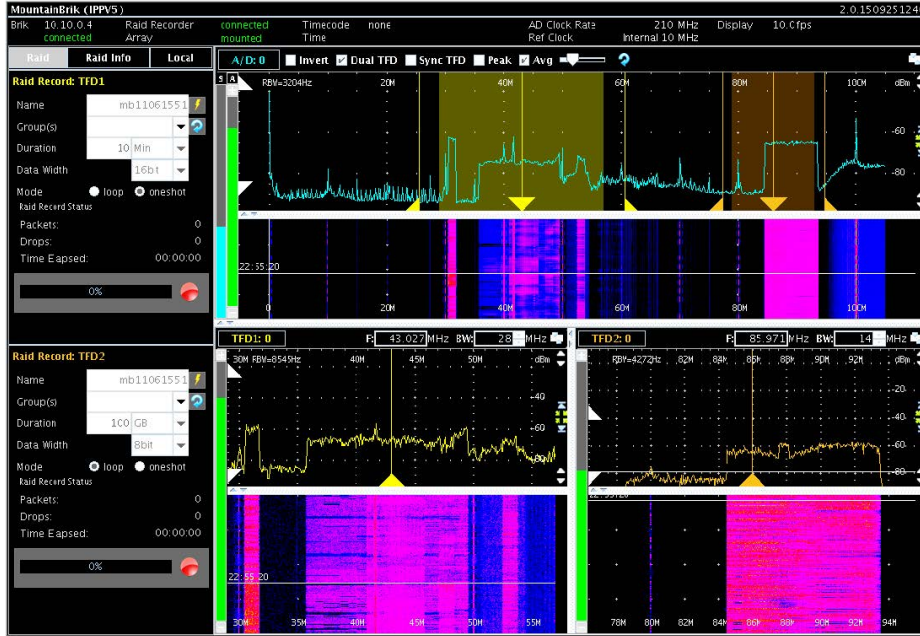 MountainBrik (IPPV5) 2.0.150925124
Brik 10.10.0.4 Raid Recorder connected Timecode none AD Clock Rate 210 MHz Display 10.0fps
connected Array mounted Time Ref Clock Internal 10 MHz
Raid Raid Info Local
A/D: 0 Invert Dual TFD Sync TFD Peak Avg
Raid Record: TFD1
Name mb11061551
Group(s)
Duration 10 Min
Data Width 16bt
Mode loop oneshot
Raid Record Status
Packets: 0
Drops: 0
Time Eapsed: 00:00:00
0%
S A
RBW=3204Hz 20M 40M 60M 80M 100M dBm
-60
-80
22:55:20
0 20M 40M 60M 80M 100M
Raid Record: TFD2
Name mb11061551
Group(s)
Duration 100 GB
Data Width 8bit
Mode loop oneshot
Raid Record Status
Packets: 0
Drops: 0
Time Eapsed: 00:00:00
0%
TFD1: 0 F: 43.027 MHz BW: 28 MHz
30M RBW=8545Hz 40M 45M 50M dBm
-40
-60
-80
22:55:20
30M 35M 40M 45M 50M 55M
TFD2: 0 F: 85.971 MHz BW: 14 MHz
RBW=4272Hz 82M 84M 86M 88M 90M 92M dBm
-20
-40
-60
-80
22:55:20
78M 80M 82M 84M 86M 88M 90M 92M 94M